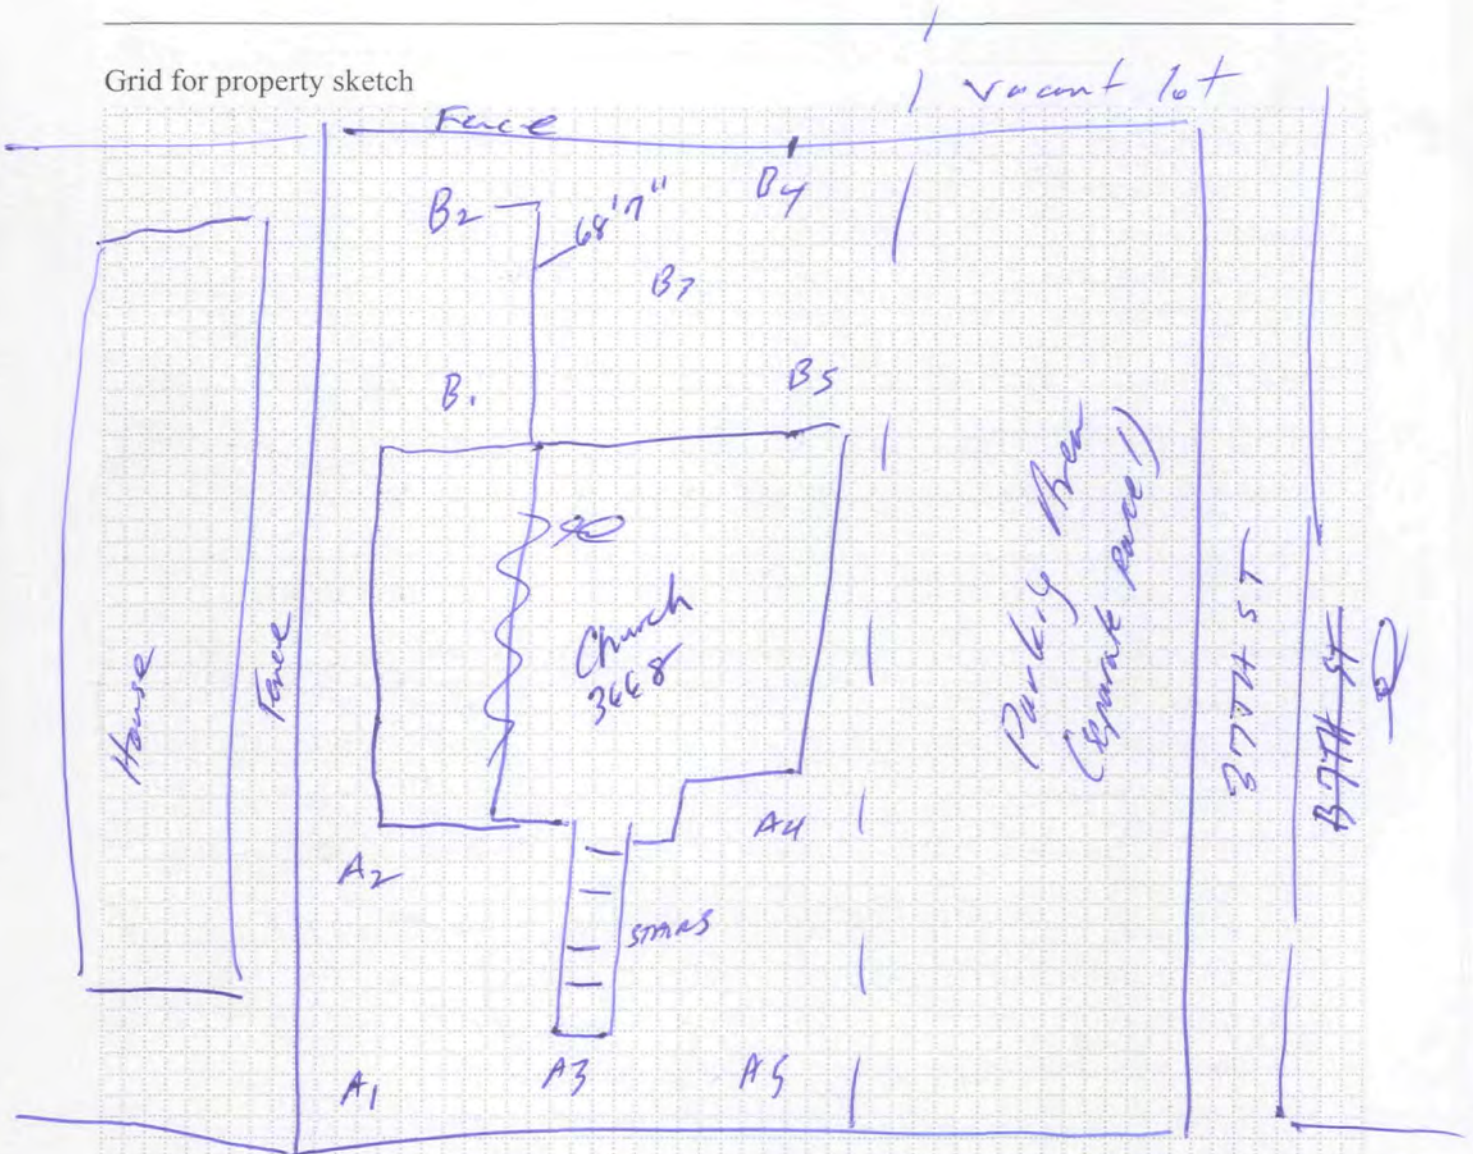 Grid for property sketch
vacant lot
Fence
B4
B2
68'7"
B7
B1
B5
Parking Area
(separate parcel)
Church
3668
37TH ST
37TH ST
House
Fence
A4
A2
STAIRS
A1
A3
A5